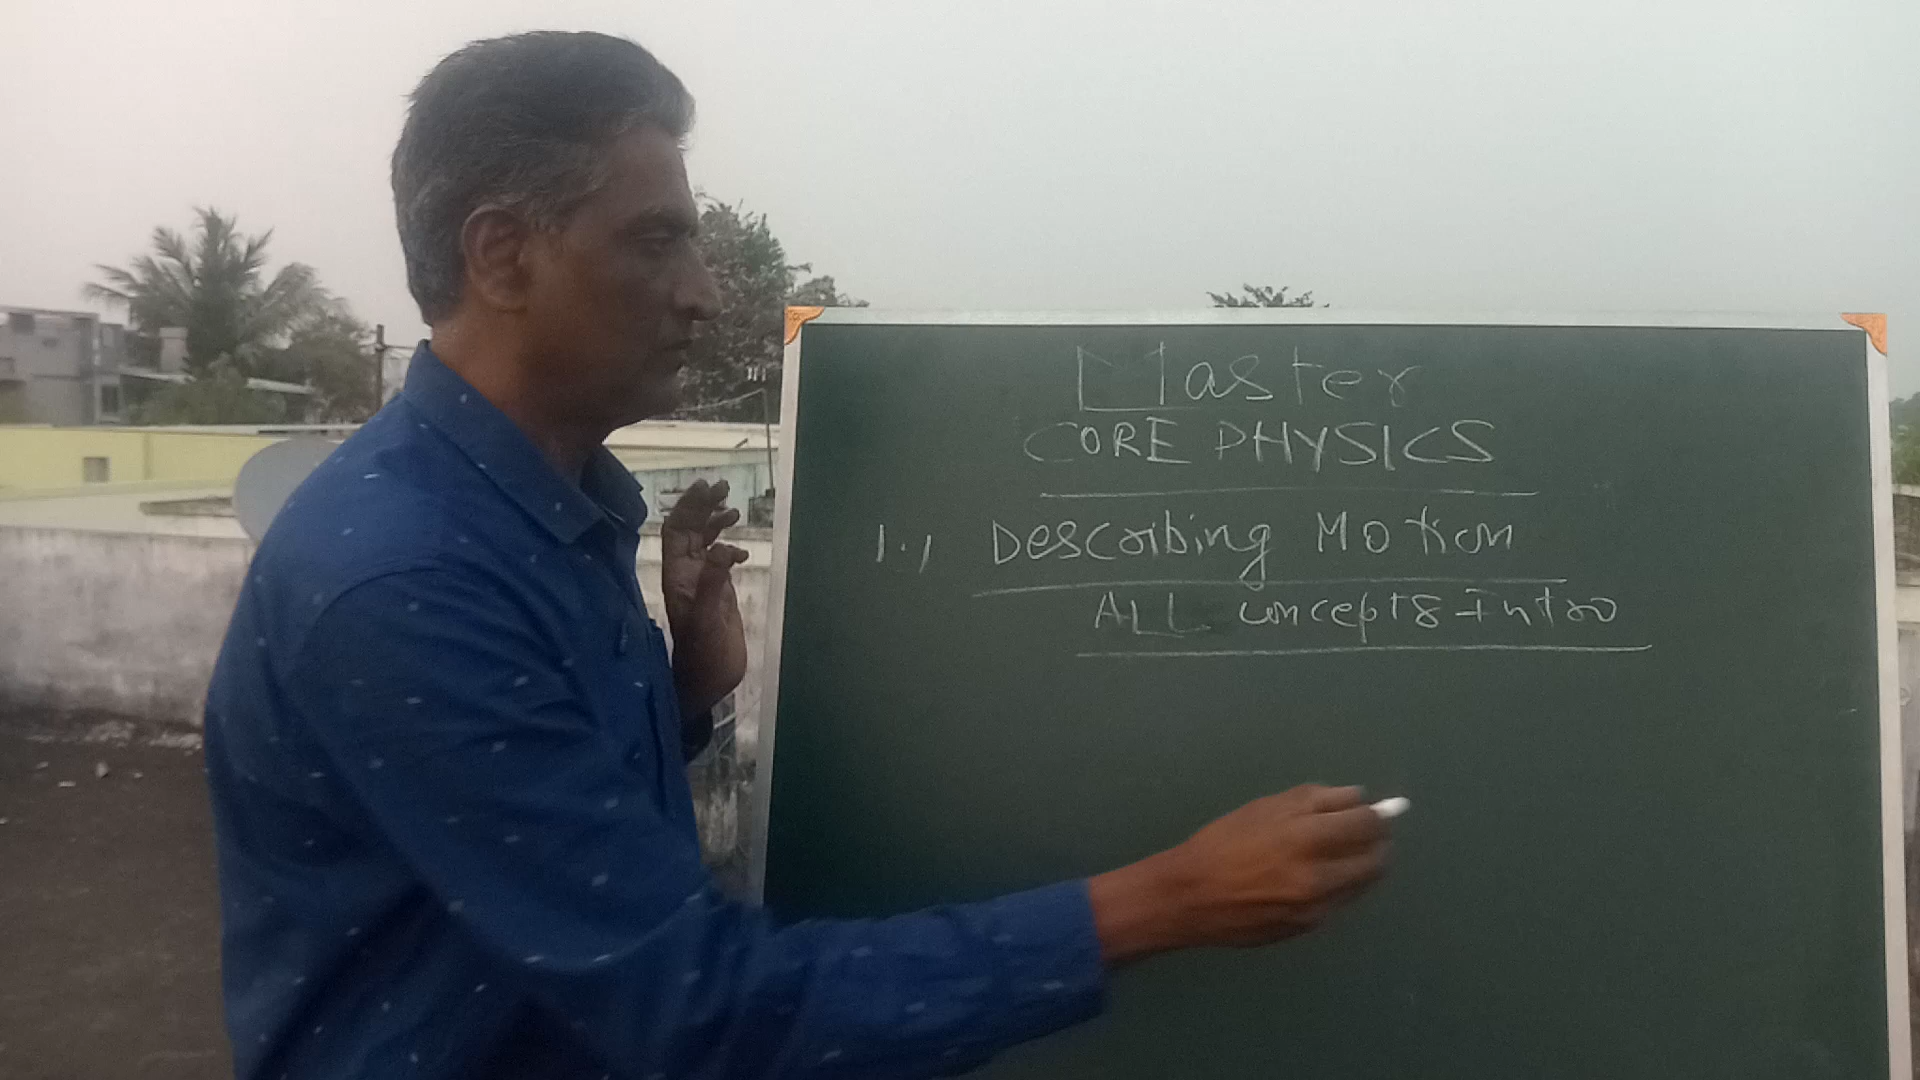 Master
CORE PHYSICS
1.1 Describing Motion
ALL concepts-Intro